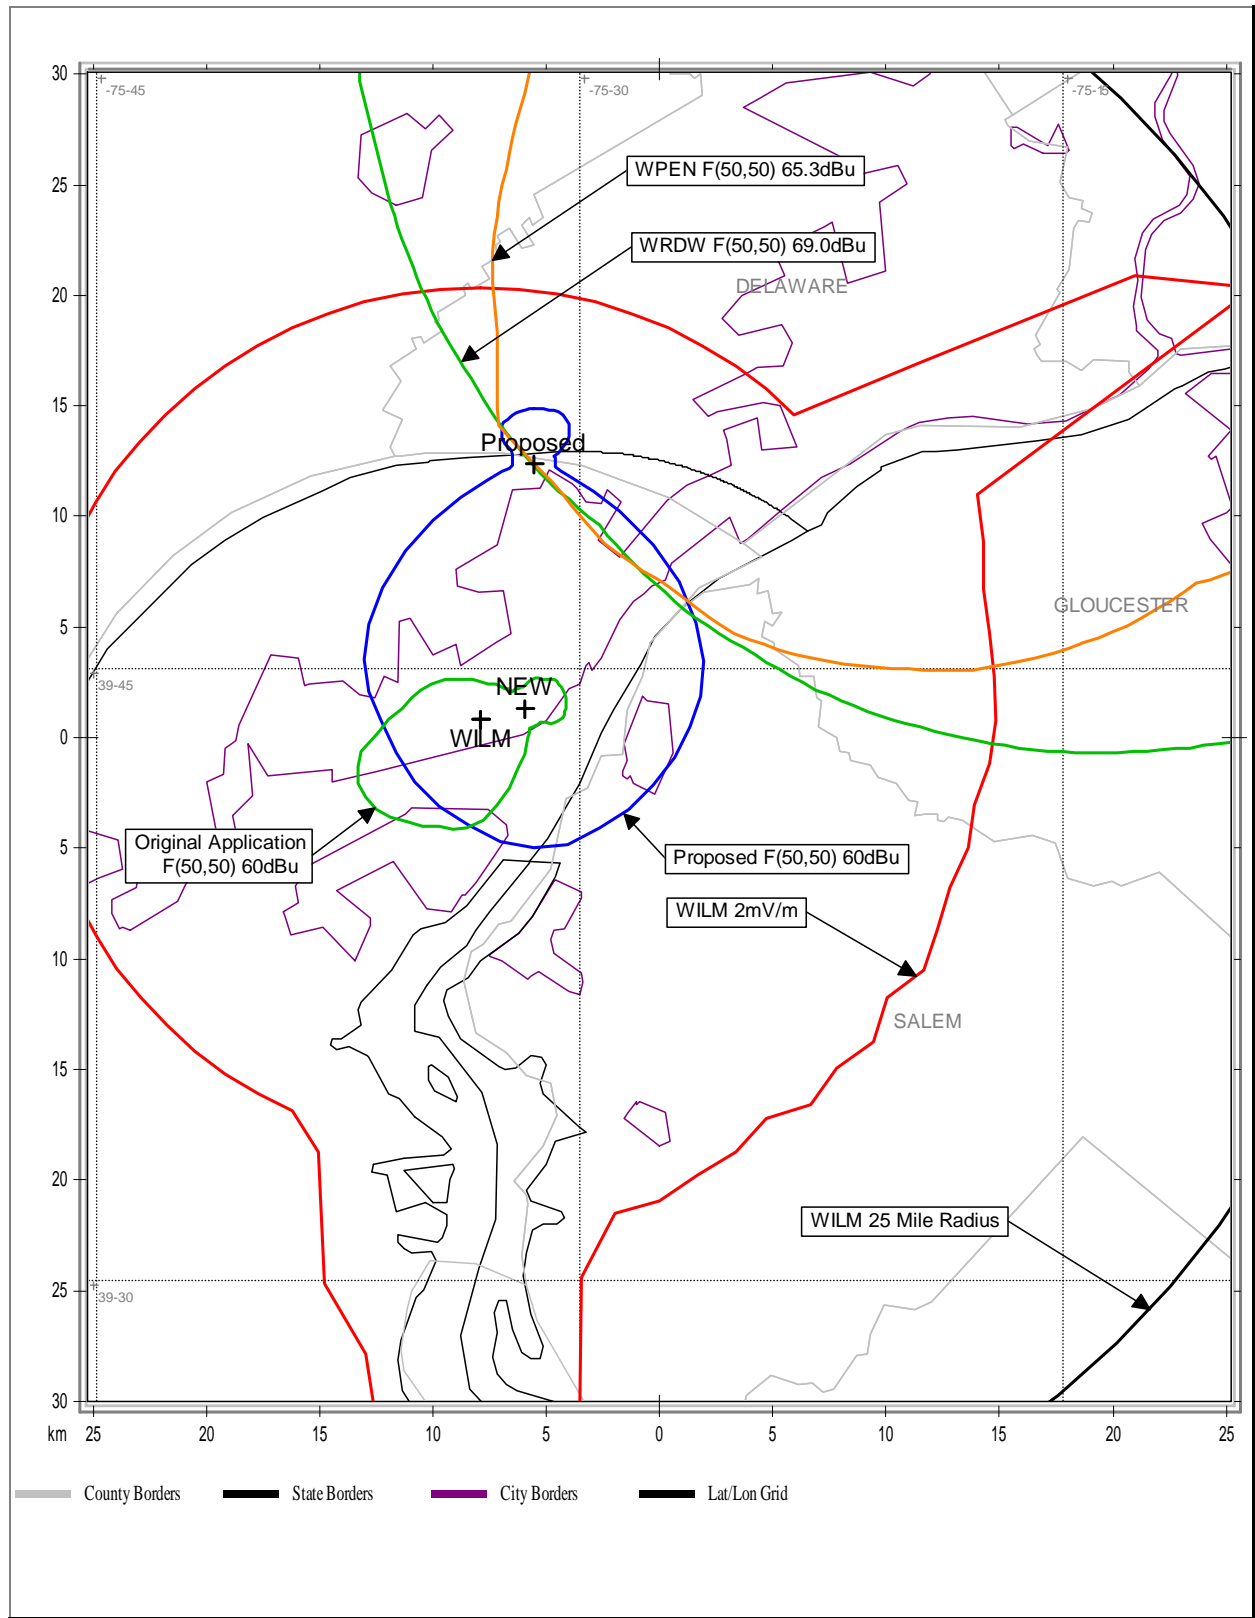 30
-75-45
-75-30
-75-15
WPEN F(50,50) 65.3dBu
25
WRDW F(50,50) 69.0dBu
DELAWARE
20
15
Proposed
10
GLOUCESTER
5
39-45
NEW
WILM
0
Original Application
F(50,50) 60dBu
Proposed F(50,50) 60dBu
5
WILM 2mV/m
10
SALEM
15
20
WILM 25 Mile Radius
25
39-30
30
km 25 20 15 10 5 0 5 10 15 20 25
County Borders State Borders City Borders Lat/Lon Grid